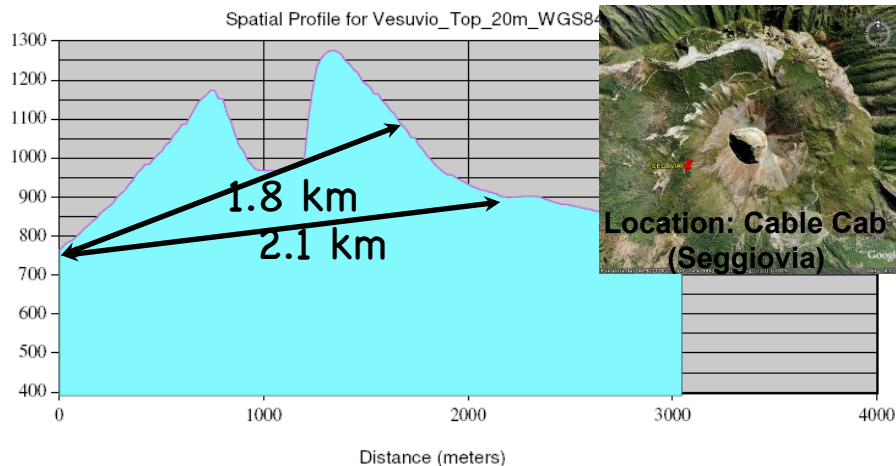 Spatial Profile for Vesuvio_Top_20m_WGS84
1300
1200
1100
1000
900
800
700
600
500
400
0
1000
2000
3000
4000
Distance (meters)
1.8 km
2.1 km
Location: Cable Cab
(Seggiovia)
Google